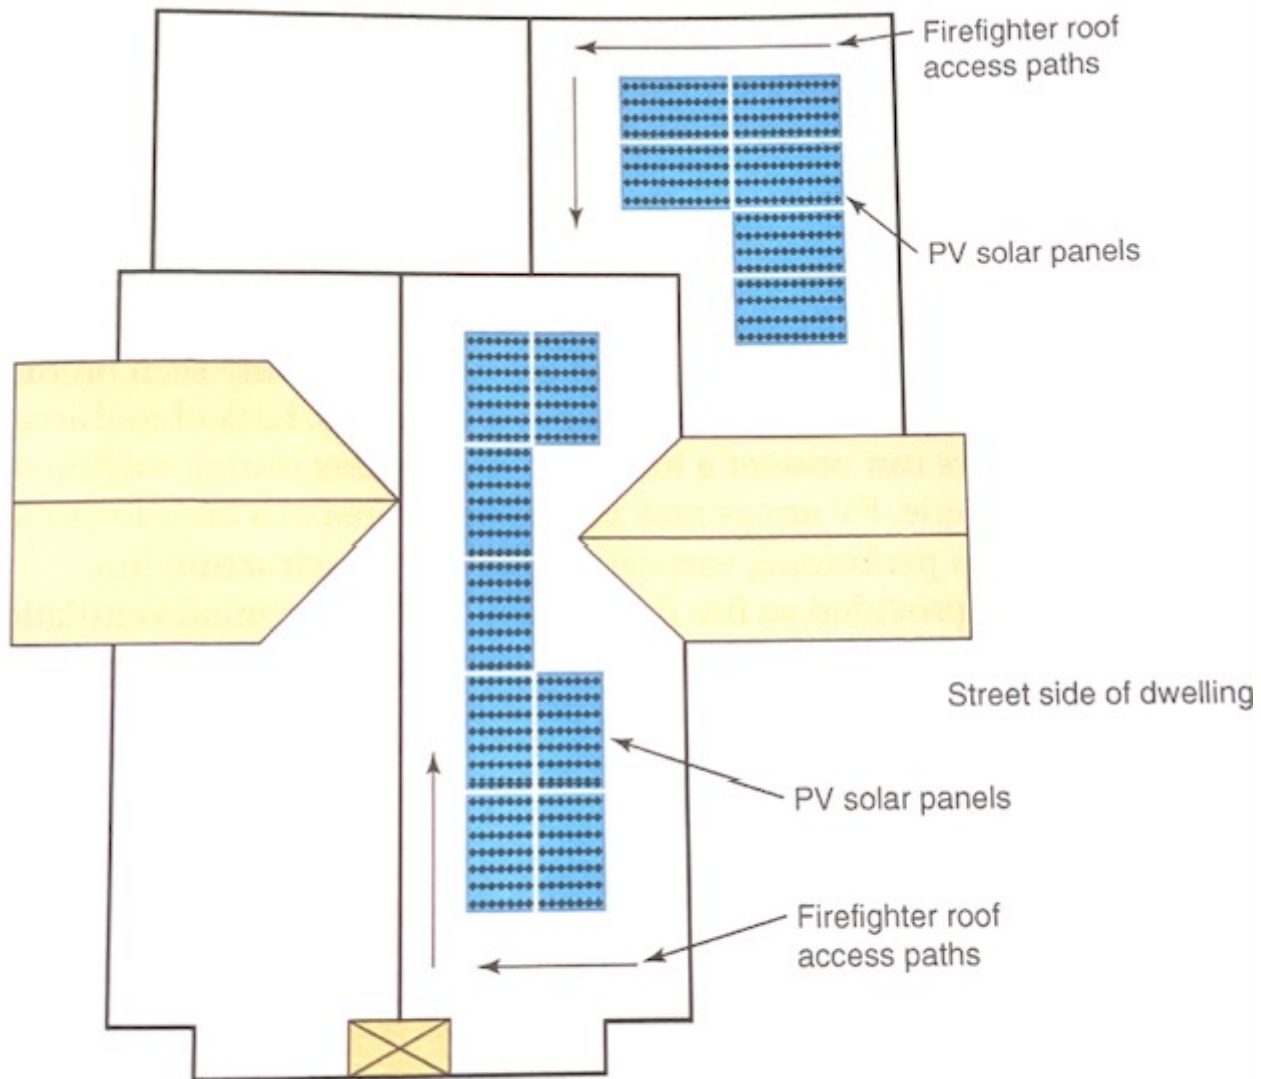 Firefighter roof
access paths
PV solar panels
Street side of dwelling
PV solar panels
Firefighter roof
access paths